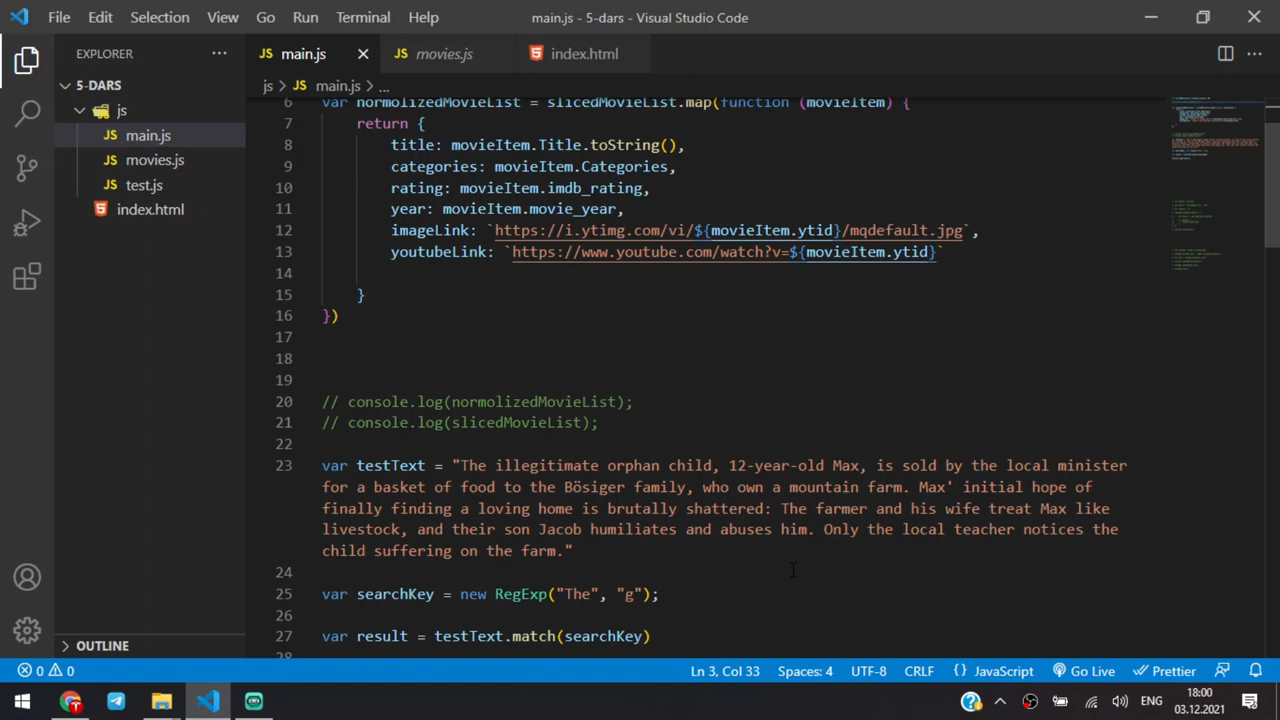 File Edit Selection View Go Run Terminal Help main.js - 5-dars - Visual Studio Code
EXPLORER
main.js movies.js index.html
5-DARS
js > main.js > ...
js
main.js
movies.js
test.js
index.html
6 var normolizedMovieList = slicedMovieList.map(function (movieItem) {
7 return {
8 title: movieItem.Title.toString(),
9 categories: movieItem.Categories,
10 rating: movieItem.imdb_rating,
11 year: movieItem.movie_year,
12 imageLink: `https://i.ytimg.com/vi/${movieItem.ytid}/mqdefault.jpg`,
13 youtubeLink: `https://www.youtube.com/watch?v=${movieItem.ytid}`
14
15 }
16 })
17
18
19
20 // console.log(normolizedMovieList);
21 // console.log(slicedMovieList);
22
23 var testText = "The illegitimate orphan child, 12-year-old Max, is sold by the local minister
for a basket of food to the Bösiger family, who own a mountain farm. Max' initial hope of
finally finding a loving home is brutally shattered: The farmer and his wife treat Max like
livestock, and their son Jacob humiliates and abuses him. Only the local teacher notices the
child suffering on the farm."
24
25 var searchKey = new RegExp("The", "g");
26
27 var result = testText.match(searchKey)
28
OUTLINE
0 0 Ln 3, Col 33 Spaces: 4 UTF-8 CRLF {} JavaScript Go Live Prettier
ENG
18:00
03.12.2021